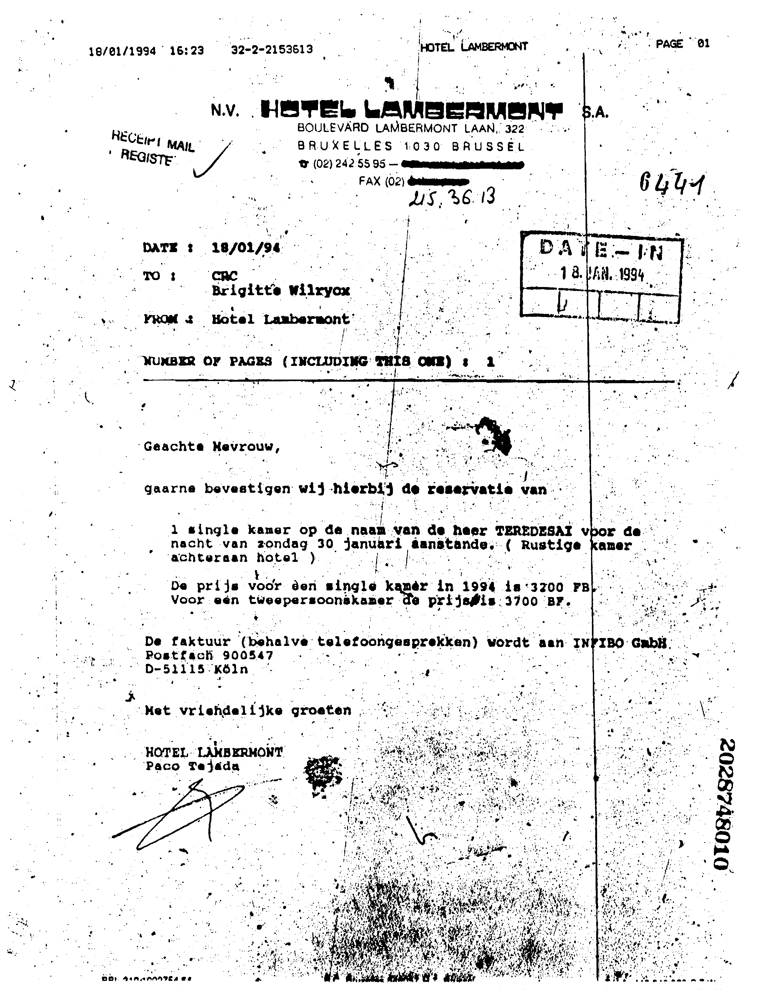 18/01/1994 16:23 32-2-2153613 HOTEL LAMBERMONT PAGE 01
N.V. HOTEL LAMBERMONT S.A.
BOULEVARD LAMBERMONT LAAN, 322
BRUXELLES 1030 BRUSSEL
☎ (02) 242 55 95 —
FAX (02)
215.36.13
RECEIPT MAIL
REGISTE
6441
DATE : 18/01/94
DATE-IN
18. JAN. 1994
TO : CRC
Brigitte Wilryox
FROM : Hotel Lambermont
NUMBER OF PAGES (INCLUDING THIS ONE) : 1
Geachte Mevrouw,
gaarne bevestigen wij hierbij de reservatie van
1 single kamer op de naam van de heer TEREDESAI voor de
nacht van zondag 30 januari aanstande. ( Rustige kamer
achteraan hotel )
De prijs voor een single kamer in 1994 is 3200 FB.
Voor een tweepersoonskamer de prijs is 3700 BF.
De faktuur (behalve telefoongesprekken) wordt aan INFIBO GmbH.
Postfach 900547
D-51115 Köln
Met vriendelijke groeten
HOTEL LAMBERMONT
Paco Tejada
2028748010